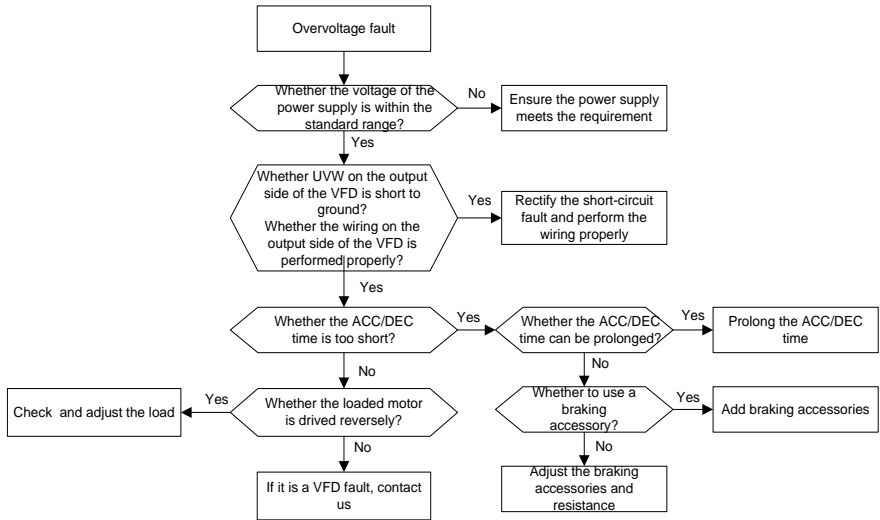 Overvoltage fault
Whether the voltage of the
power supply is within the
standard range?
No
Ensure the power supply
meets the requirement
Yes
Whether UVW on the output
side of the VFD is short to
ground?
Whether the wiring on the
output side of the VFD is
performed properly?
Yes
Rectify the short-circuit
fault and perform the
wiring properly
Yes
Whether the ACC/DEC
time is too short?
Yes
Whether the ACC/DEC
time can be prolonged?
Yes
Prolong the ACC/DEC
time
No
No
Check and adjust the load
Yes
Whether the loaded motor
is drived reversely?
Whether to use a
braking
accessory?
Yes
Add braking accessories
No
No
If it is a VFD fault, contact
us
Adjust the braking
accessories and
resistance